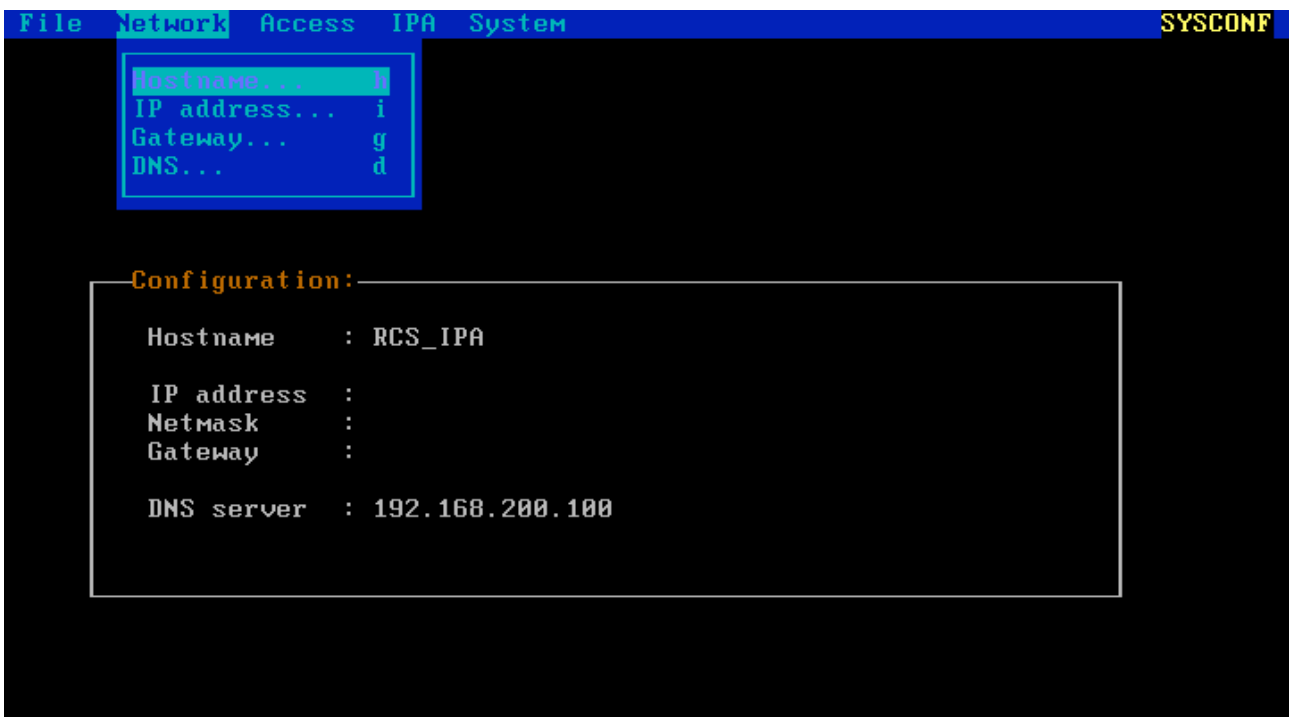 File Network Access IPA System SYSCONF
Hostname... h
IP address... i
Gateway... g
DNS... d
Configuration:
Hostname : RCS_IPA
IP address :
Netmask :
Gateway :
DNS server : 192.168.200.100